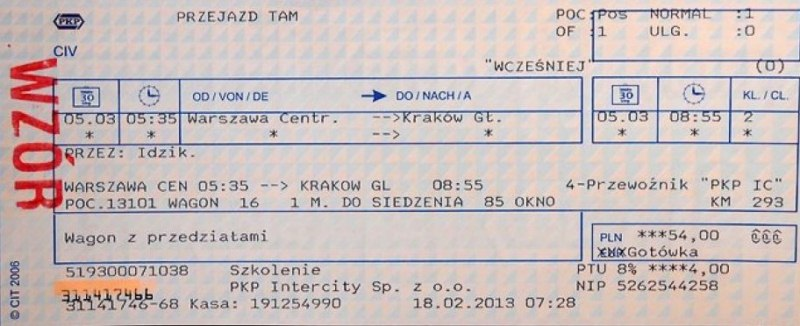 PKP PRZEJAZD TAM POC:Pos NORMAL :1
OF :1 ULG. :0
CIV
"WCZEŚNIEJ" (O)
WZÓR
30 OD / VON / DE → DO / NACH / A 30 KL. / CL.
05.03 05:35 Warszawa Centr. -->Kraków Gł. 05.03 08:55 2
* * * --> * * * *
PRZEZ: Idzik.
WARSZAWA CEN 05:35 --> KRAKOW GL 08:55 4-Przewoźnik "PKP IC"
POC.13101 WAGON 16 1 M. DO SIEDZENIA 85 OKNO KM 293
Wagon z przedziałami PLN ***54,00
XXXGotówka
519300071038 Szkolenie PTU 8% ****4,00
PKP Intercity Sp. z o.o. NIP 5262544258
311417466
31141746-68 Kasa: 191254990 18.02.2013 07:28
© CIT 2006